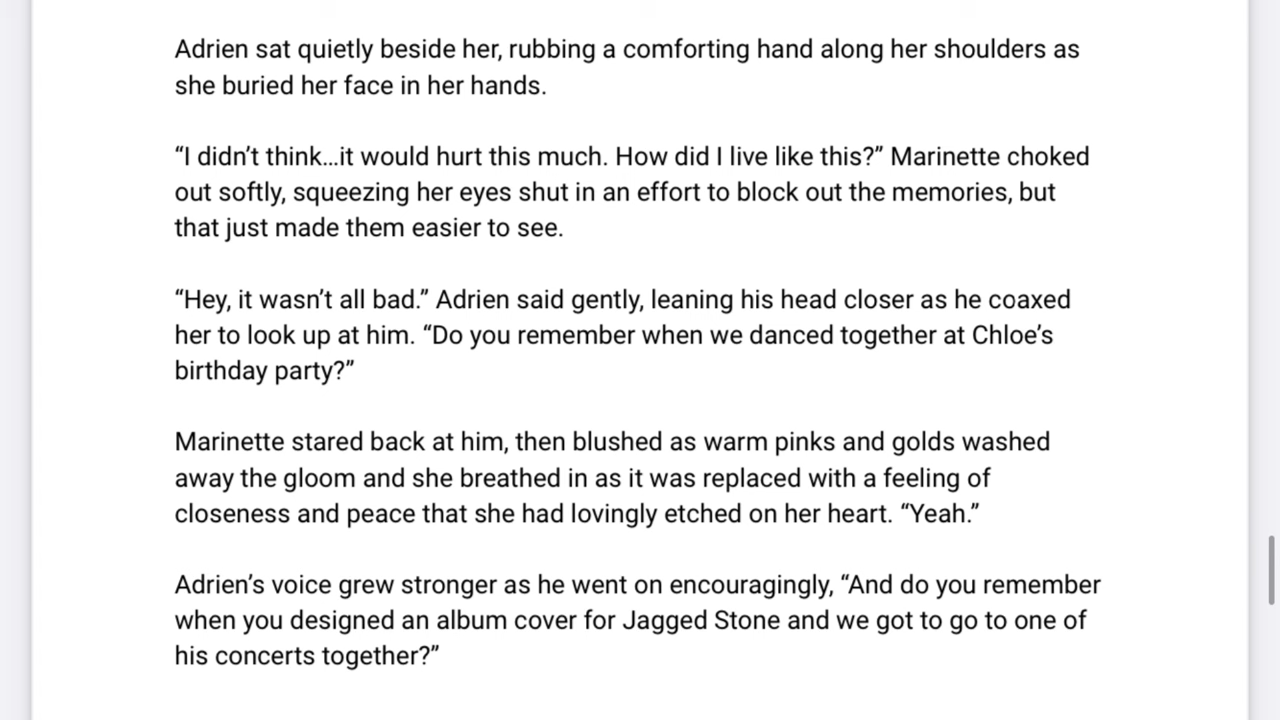 Adrien sat quietly beside her, rubbing a comforting hand along her shoulders as
she buried her face in her hands.
“I didn’t think…it would hurt this much. How did I live like this?” Marinette choked
out softly, squeezing her eyes shut in an effort to block out the memories, but
that just made them easier to see.
“Hey, it wasn’t all bad.” Adrien said gently, leaning his head closer as he coaxed
her to look up at him. “Do you remember when we danced together at Chloe’s
birthday party?”
Marinette stared back at him, then blushed as warm pinks and golds washed
away the gloom and she breathed in as it was replaced with a feeling of
closeness and peace that she had lovingly etched on her heart. “Yeah.”
Adrien’s voice grew stronger as he went on encouragingly, “And do you remember
when you designed an album cover for Jagged Stone and we got to go to one of
his concerts together?”